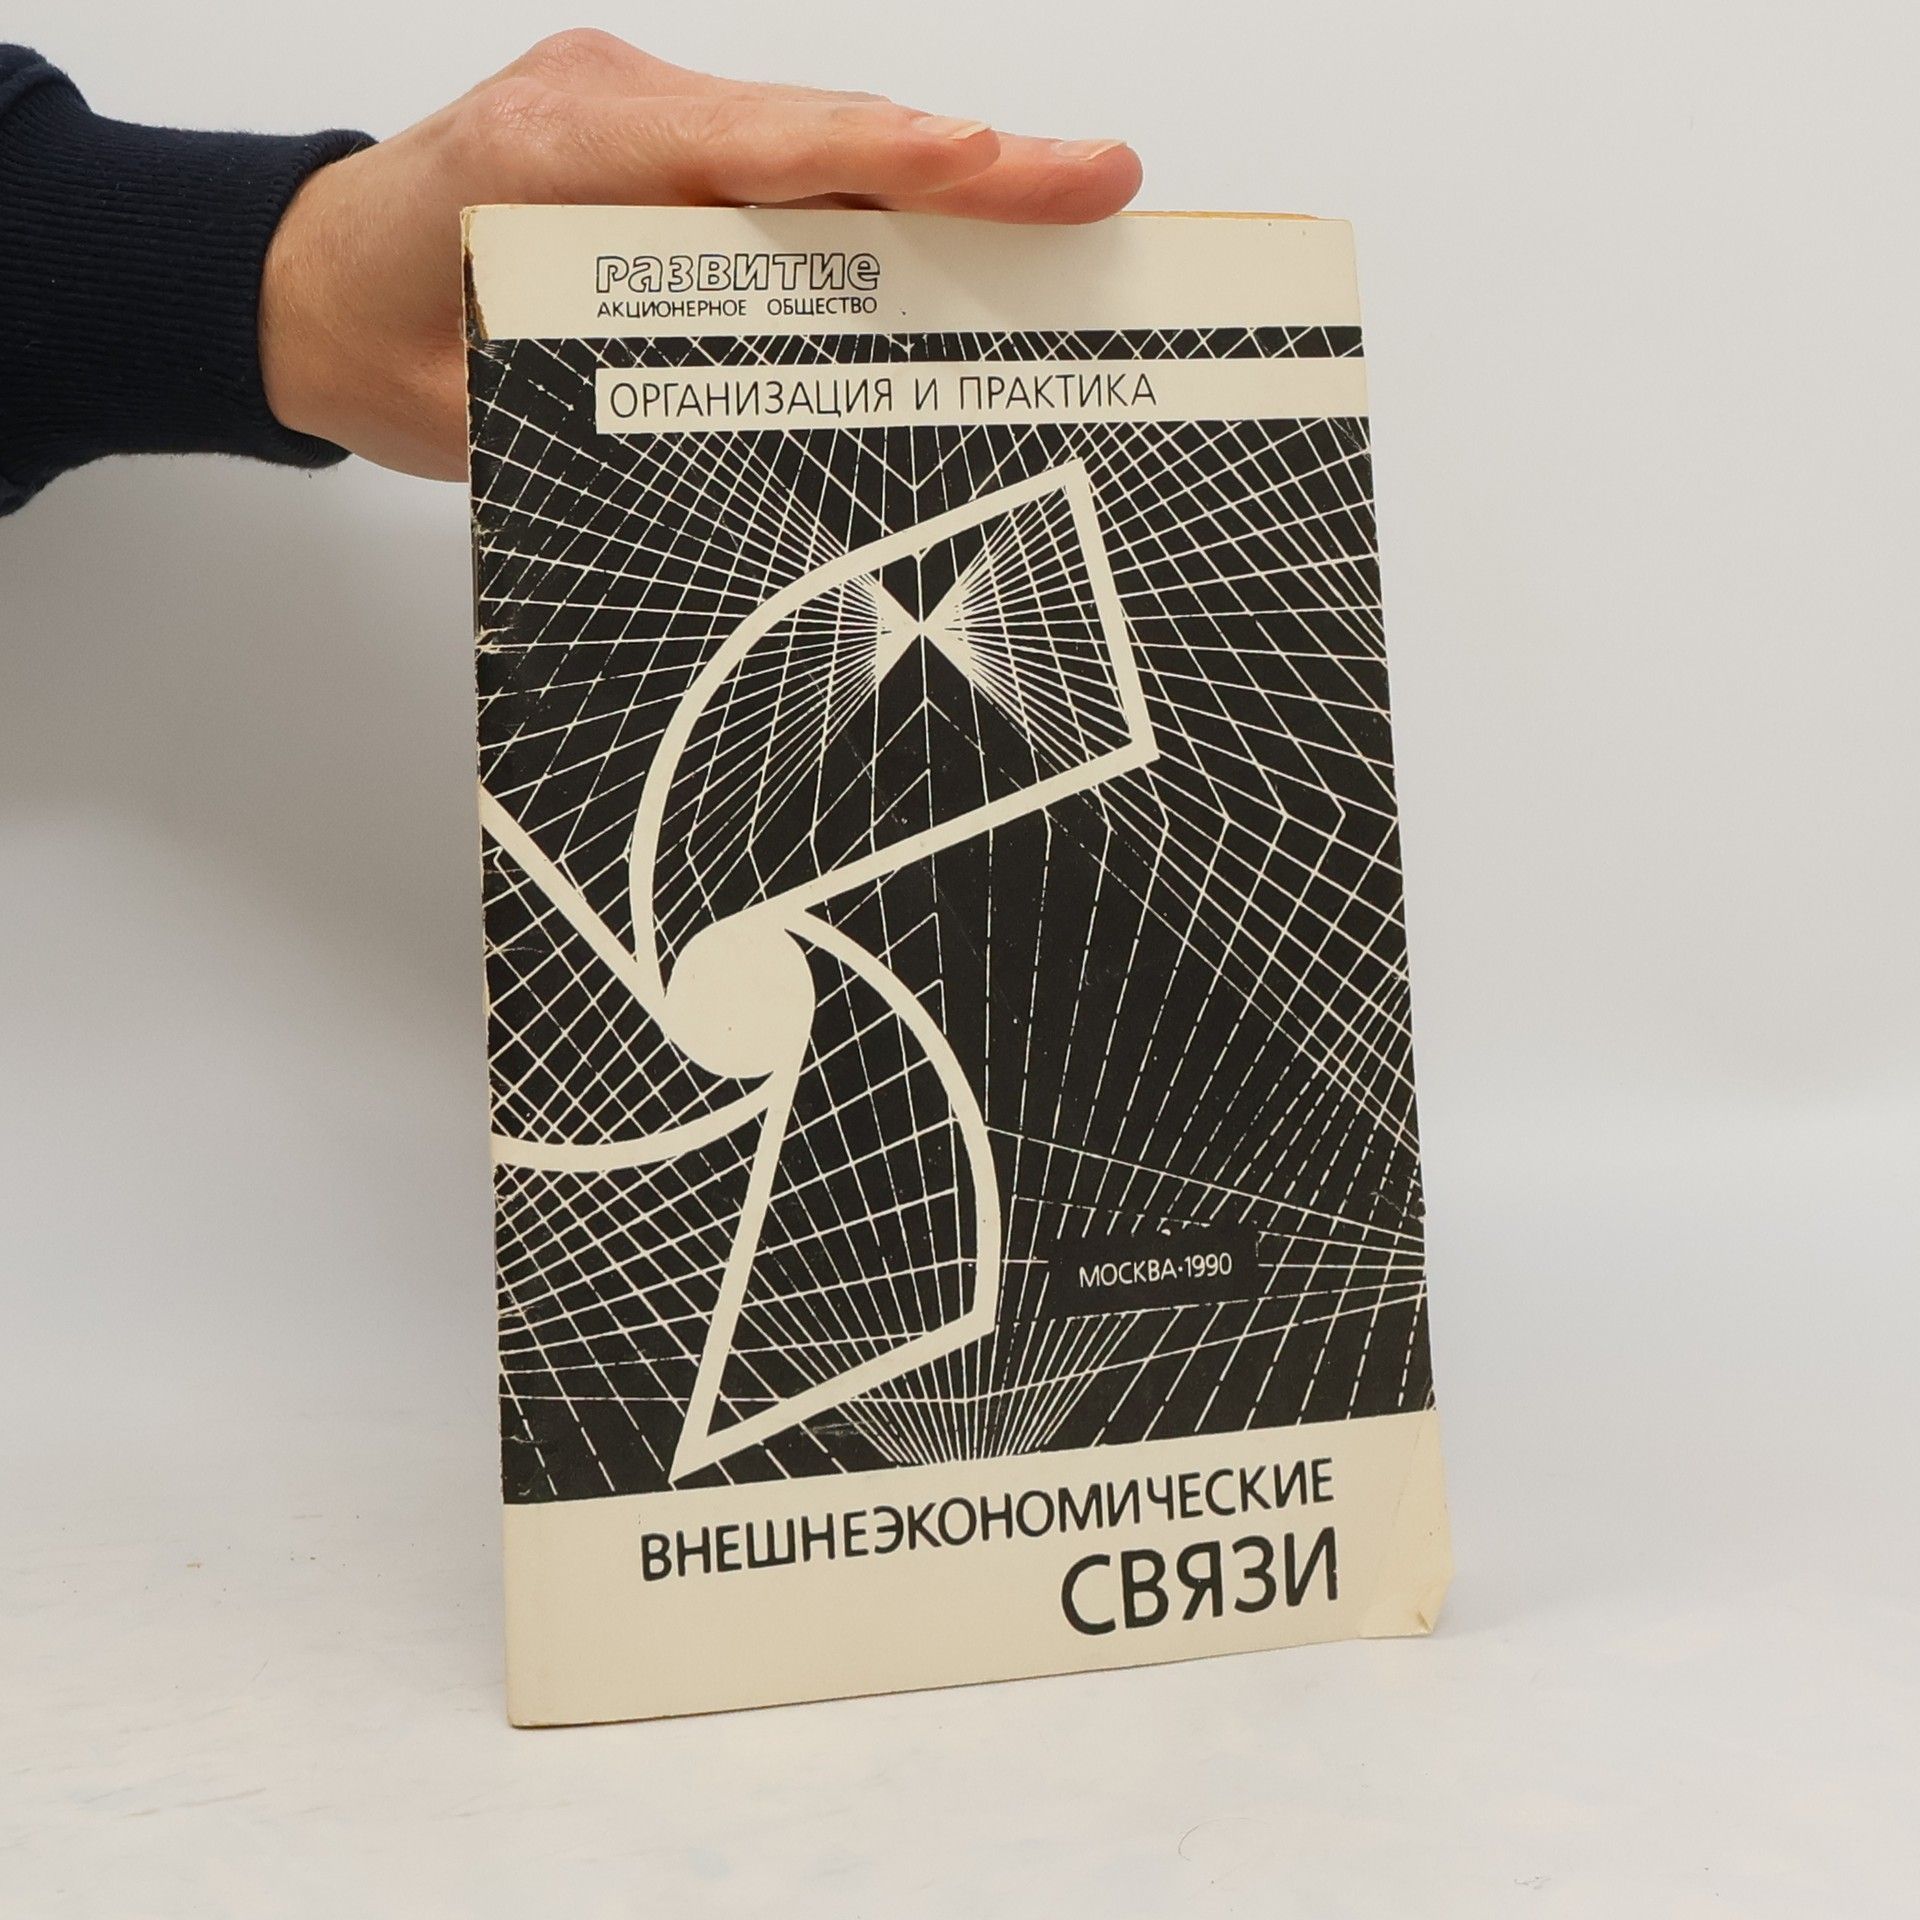 развитие
АКЦИОНЕРНОЕ ОБЩЕСТВО
ОРГАНИЗАЦИЯ И ПРАКТИКА
МОСКВА·1990
ВНЕШНЕЭКОНОМИЧЕСКИЕ
СВЯЗИ